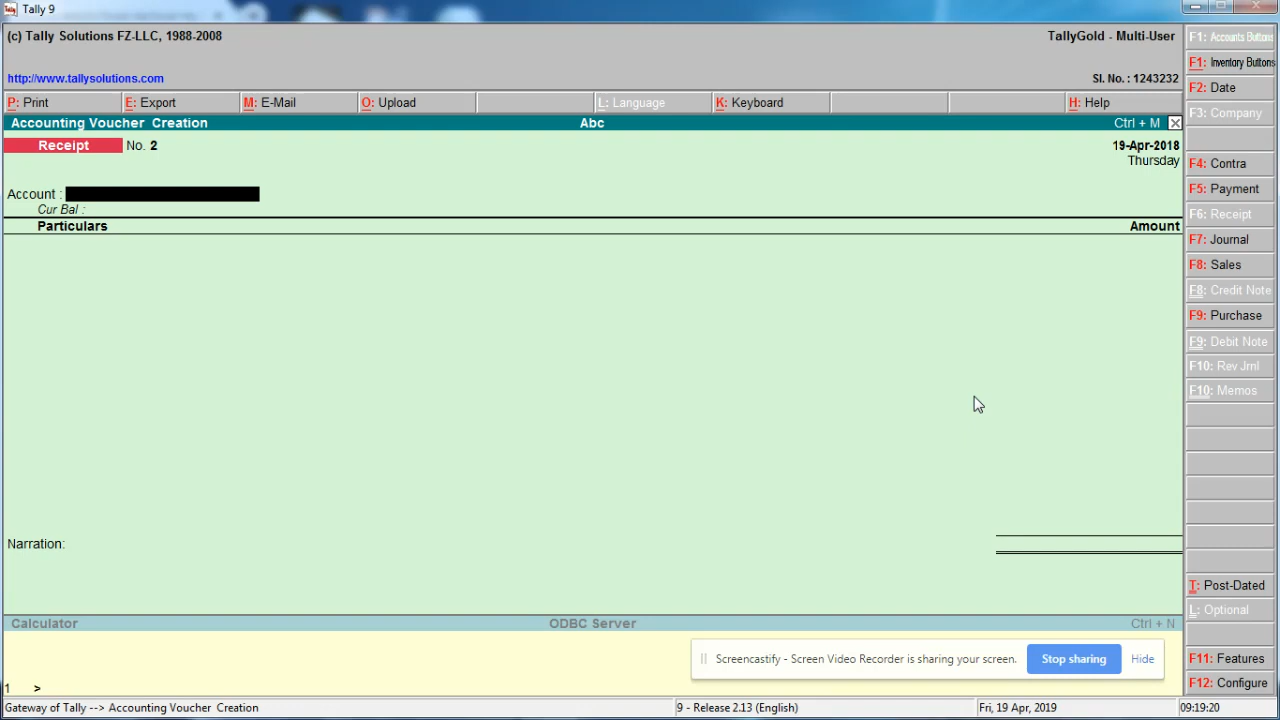 Tally 9
(c) Tally Solutions FZ-LLC, 1988-2008
TallyGold - Multi-User
http://www.tallysolutions.com
Sl. No. : 1243232
P: Print
E: Export
M: E-Mail
O: Upload
L: Language
K: Keyboard
H: Help
Accounting Voucher Creation
Abc
Ctrl + M
Receipt
No. 2
19-Apr-2018
Thursday
Account :
Cur Bal :
Particulars
Amount
Narration:
Calculator
ODBC Server
Ctrl + N
Screencastify - Screen Video Recorder is sharing your screen.
Stop sharing
Hide
1 >
Gateway of Tally --> Accounting Voucher Creation
9 - Release 2.13 (English)
Fri, 19 Apr, 2019
09:19:20
F1: Accounts Buttons
F1: Inventory Buttons
F2: Date
F3: Company
F4: Contra
F5: Payment
F6: Receipt
F7: Journal
F8: Sales
F8: Credit Note
F9: Purchase
F9: Debit Note
F10: Rev Jrnl
F10: Memos
T: Post-Dated
L: Optional
F11: Features
F12: Configure